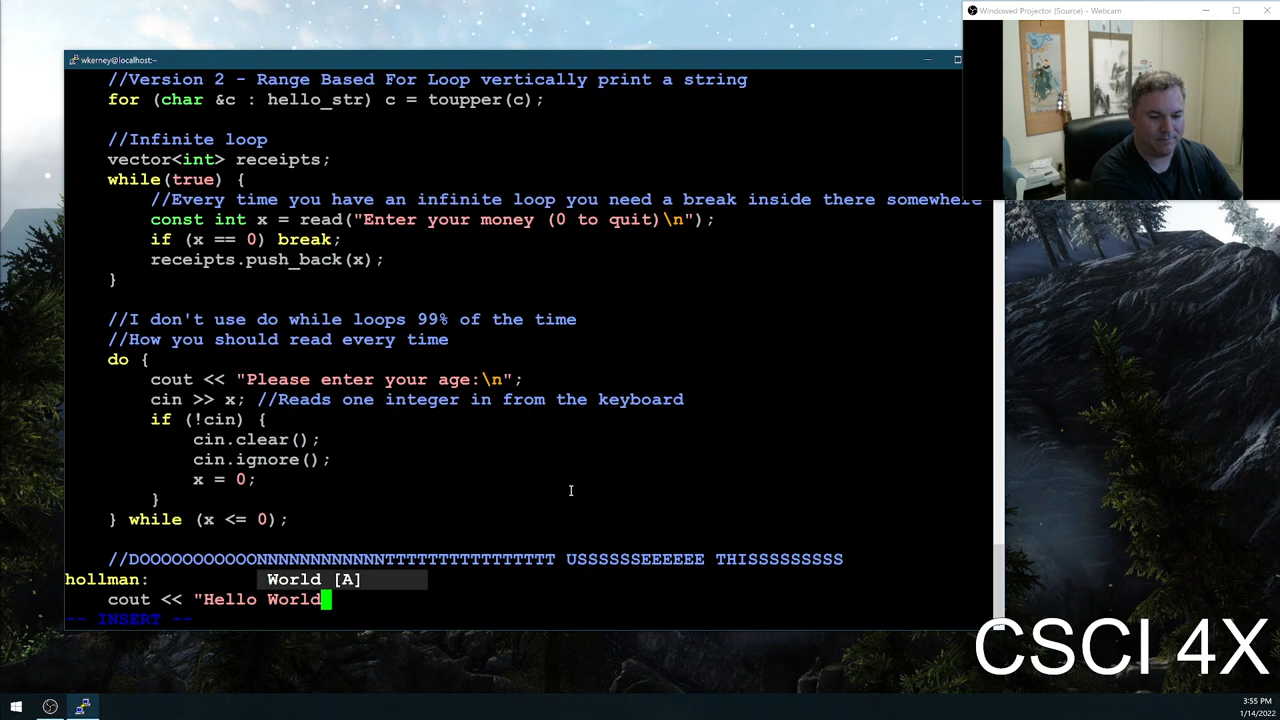 Windowed Projector (Source) - Webcam
wkerney@localhost:~
//Version 2 - Range Based For Loop vertically print a string
for (char &c : hello_str) c = toupper(c);
//Infinite loop
vector<int> receipts;
while(true) {
//Every time you have an infinite loop you need a break inside there somewhere
const int x = read("Enter your money (0 to quit)\n");
if (x == 0) break;
receipts.push_back(x);
}
//I don't use do while loops 99% of the time
//How you should read every time
do {
cout << "Please enter your age:\n";
cin >> x; //Reads one integer in from the keyboard
if (!cin) {
cin.clear();
cin.ignore();
x = 0;
}
} while (x <= 0);
//DOOOOOOOOOOONNNNNNNNNNNNTTTTTTTTTTTTTTTT USSSSSSEEEEEE THISSSSSSSSS
hollman: World [A]
cout << "Hello World
-- INSERT --
CSCI 4X
3:55 PM
1/14/2022